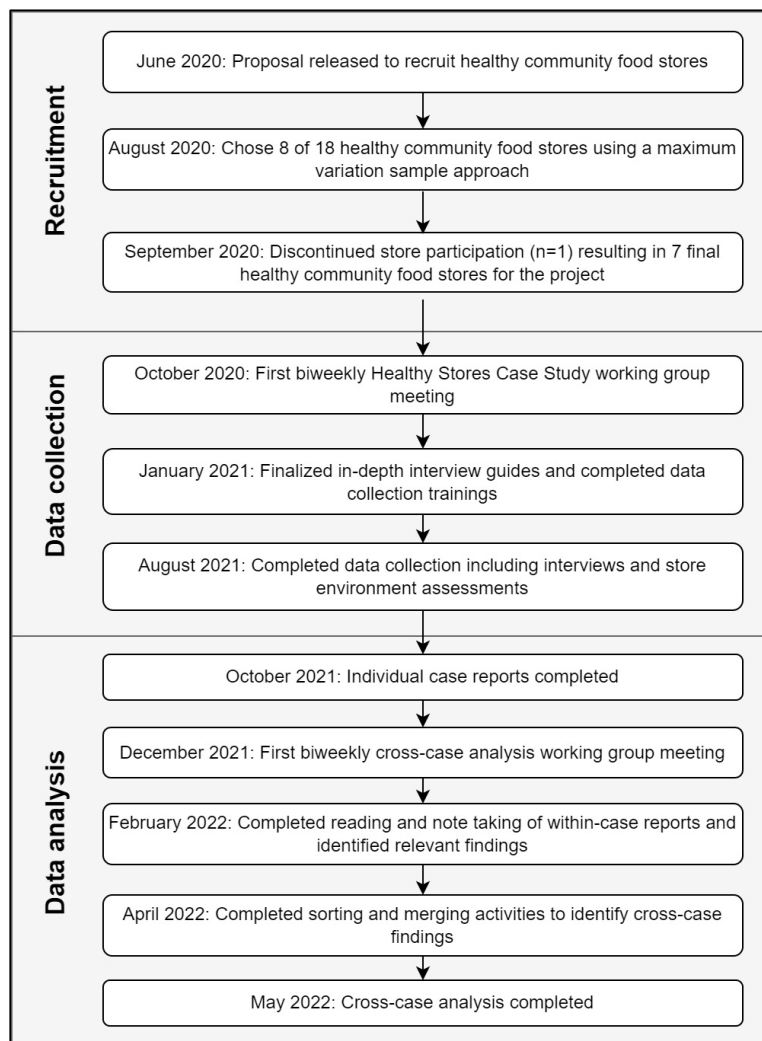 Recruitment
June 2020: Proposal released to recruit healthy community food stores
August 2020: Chose 8 of 18 healthy community food stores using a maximum
variation sample approach
September 2020: Discontinued store participation (n=1) resulting in 7 final
healthy community food stores for the project
Data collection
October 2020: First biweekly Healthy Stores Case Study working group
meeting
January 2021: Finalized in-depth interview guides and completed data
collection trainings
August 2021: Completed data collection including interviews and store
environment assessments
Data analysis
October 2021: Individual case reports completed
December 2021: First biweekly cross-case analysis working group meeting
February 2022: Completed reading and note taking of within-case reports and
identified relevant findings
April 2022: Completed sorting and merging activities to identify cross-case
findings
May 2022: Cross-case analysis completed